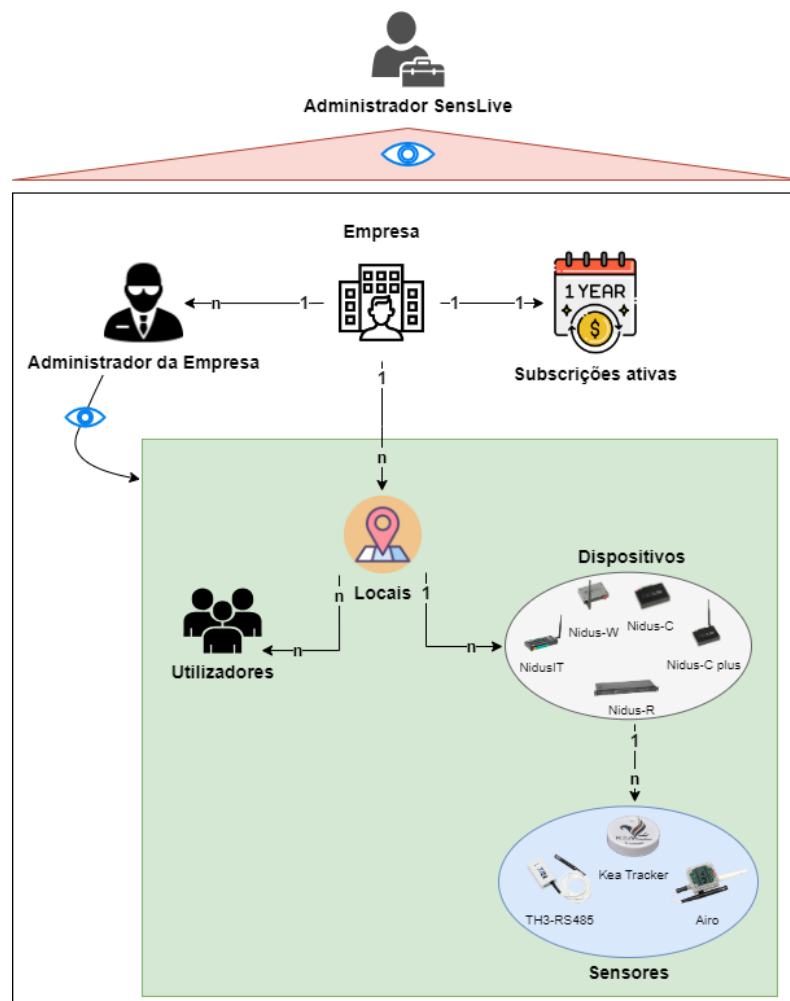 Administrador SensLive
Empresa
1 YEAR
$
n
1
1
1
Administrador da Empresa
Subscrições ativas
1
n
Locais
Dispositivos
n
1
Nidus-W
Nidus-C
NidusIT
Nidus-C plus
Utilizadores
n
n
Nidus-R
1
n
Kea Tracker
TH3-RS485
Airo
Sensores